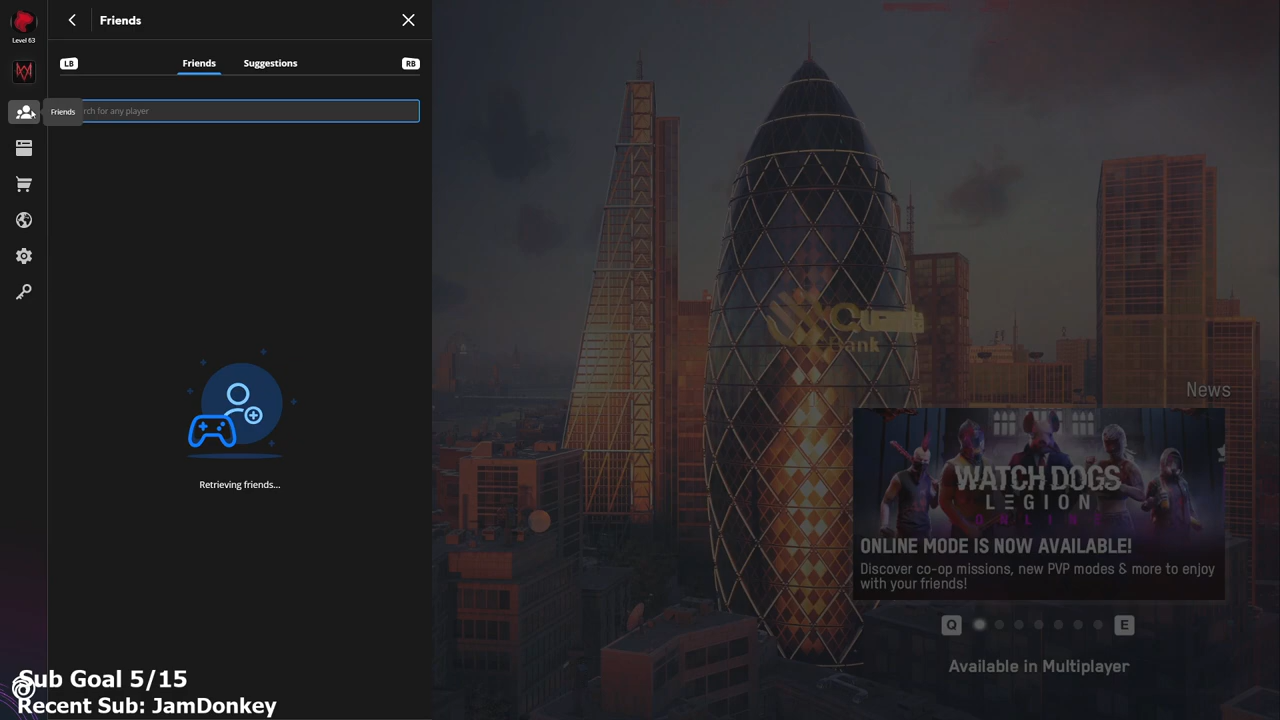 Level 63
Friends
LB
Friends
Suggestions
RB
Friends
rch for any player
Retrieving friends...
Bank
News
WATCH DOGS
LEGION
ONLINE
ONLINE MODE IS NOW AVAILABLE!
Discover co-op missions, new PVP modes & more to enjoy
with your friends!
Q
E
Available in Multiplayer
Sub Goal 5/15
Recent Sub: JamDonkey